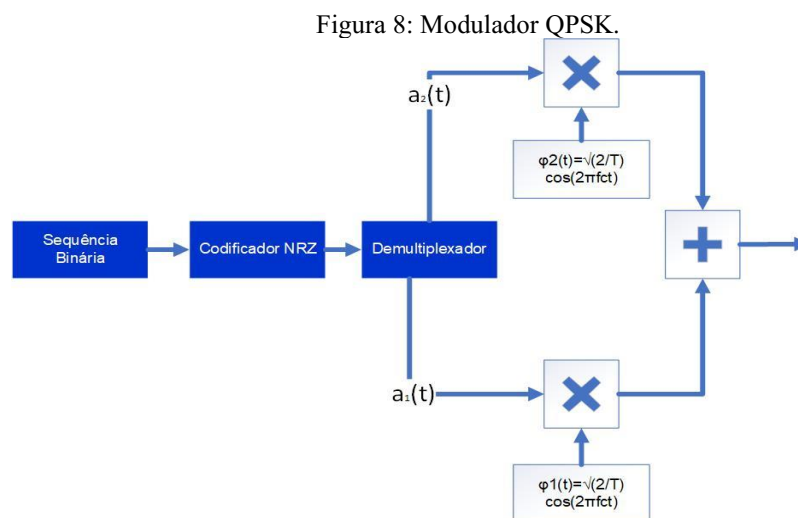 Figura 8: Modulador QPSK.
a₂(t)
φ2(t)=√(2/T)
cos(2πfct)
Sequência
Binária
Codificador NRZ
Demultiplexador
a₁(t)
φ1(t)=√(2/T)
cos(2πfct)